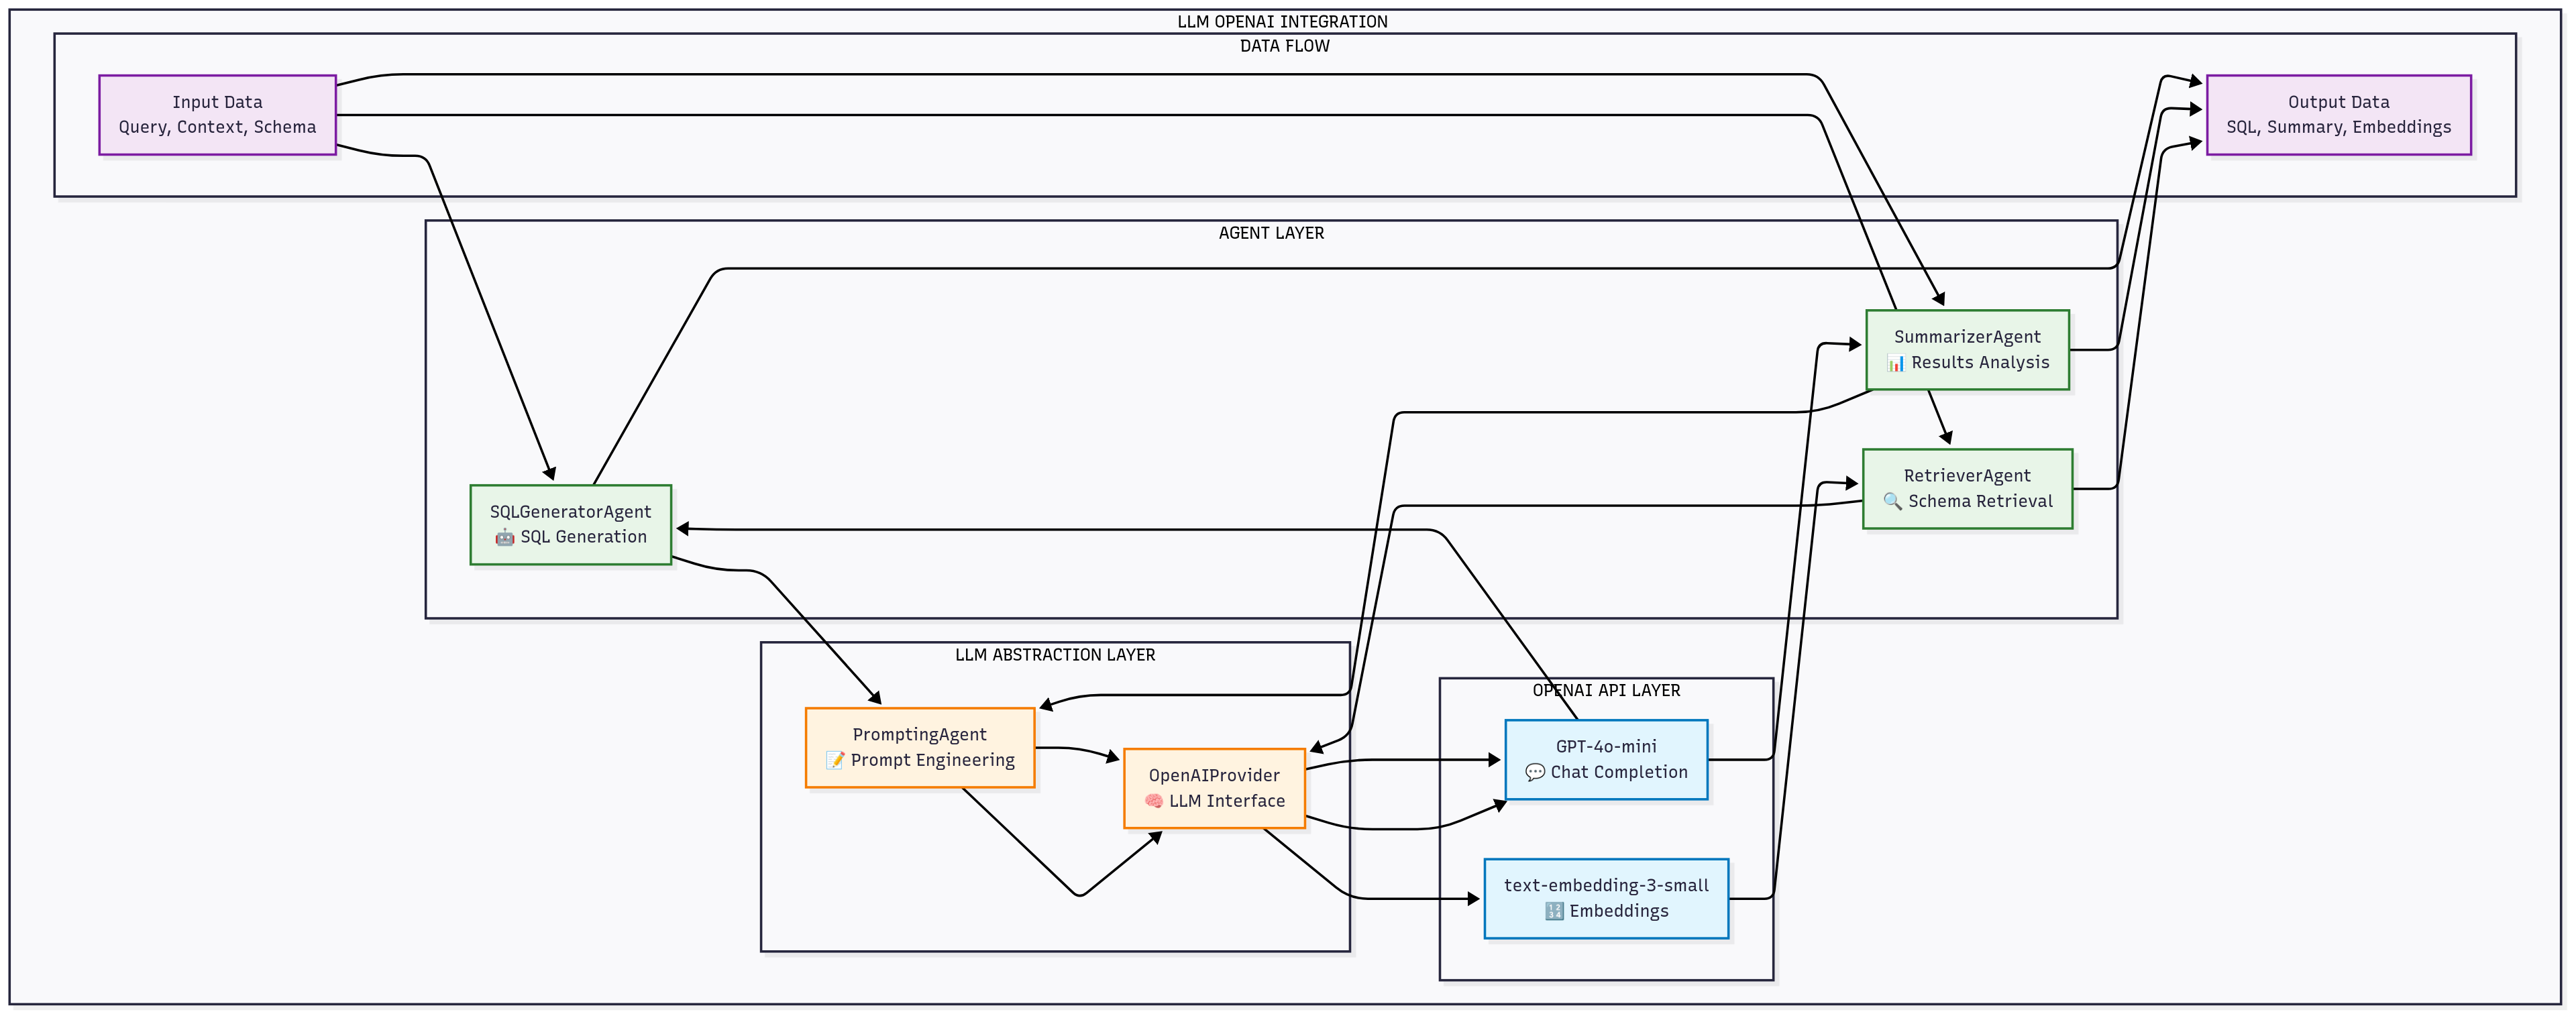 LLM OPENAI INTEGRATION
DATA FLOW
Input Data
Query, Context, Schema
Output Data
SQL, Summary, Embeddings
AGENT LAYER
SummarizerAgent
📊 Results Analysis
RetrieverAgent
🔍 Schema Retrieval
SQLGeneratorAgent
🤖 SQL Generation
LLM ABSTRACTION LAYER
PromptingAgent
📝 Prompt Engineering
OpenAIProvider
🧠 LLM Interface
OPENAI API LAYER
GPT-4o-mini
💬 Chat Completion
text-embedding-3-small
🔢 Embeddings